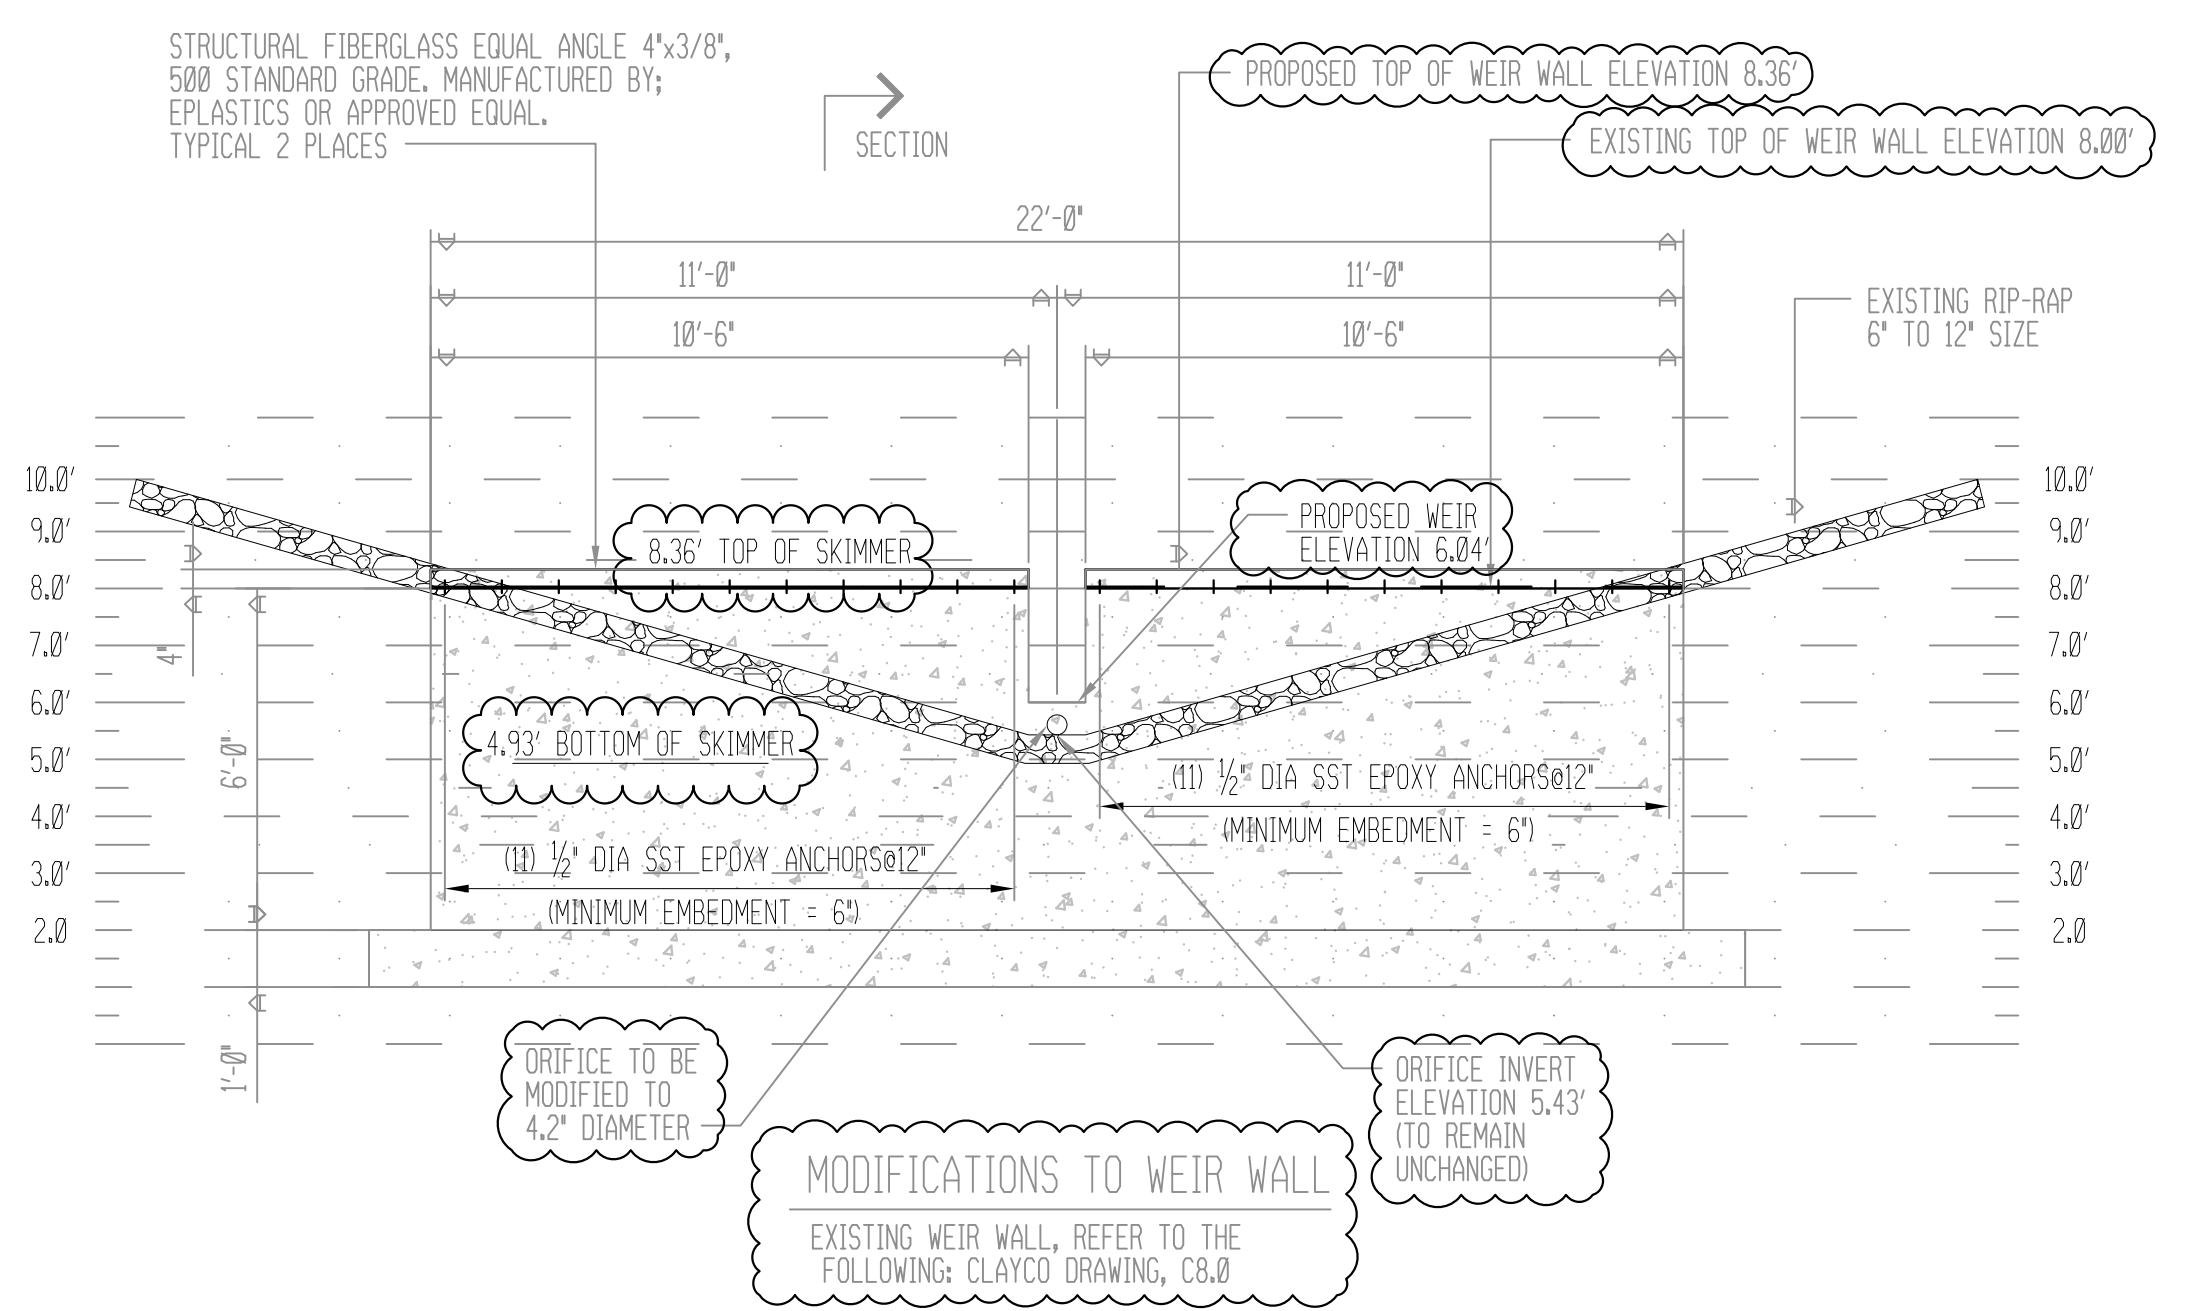 STRUCTURAL FIBERGLASS EQUAL ANGLE 4"x3/8",
500 STANDARD GRADE. MANUFACTURED BY;
EPLASTICS OR APPROVED EQUAL.
TYPICAL 2 PLACES
SECTION
PROPOSED TOP OF WEIR WALL ELEVATION 8.36'
EXISTING TOP OF WEIR WALL ELEVATION 8.00'
22'-0"
11'-0"
11'-0"
10'-6"
10'-6"
EXISTING RIP-RAP
6" TO 12" SIZE
10.0'
9.0'
8.0'
7.0'
6.0'
5.0'
4.0'
3.0'
2.0
10.0'
9.0'
8.0'
7.0'
6.0'
5.0'
4.0'
3.0'
2.0
4"
6'-0"
1'-0"
8.36' TOP OF SKIMMER
PROPOSED WEIR
ELEVATION 6.04'
4.93' BOTTOM OF SKIMMER
(11) 1/2" DIA SST EPOXY ANCHORS@12"
(MINIMUM EMBEDMENT = 6")
(11) 1/2" DIA SST EPOXY ANCHORS@12"
(MINIMUM EMBEDMENT = 6")
ORIFICE TO BE
MODIFIED TO
4.2" DIAMETER
ORIFICE INVERT
ELEVATION 5.43'
(TO REMAIN
UNCHANGED)
MODIFICATIONS TO WEIR WALL
EXISTING WEIR WALL, REFER TO THE
FOLLOWING: CLAYCO DRAWING, C8.0